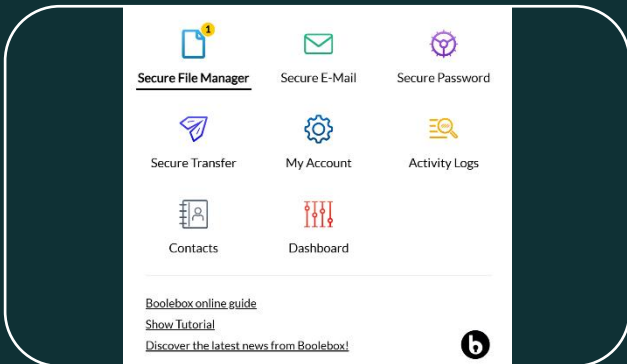 1
Secure File Manager Secure E-Mail Secure Password
Secure Transfer My Account Activity Logs
Contacts Dashboard
Boolebox online guide
Show Tutorial
Discover the latest news from Boolebox!
b